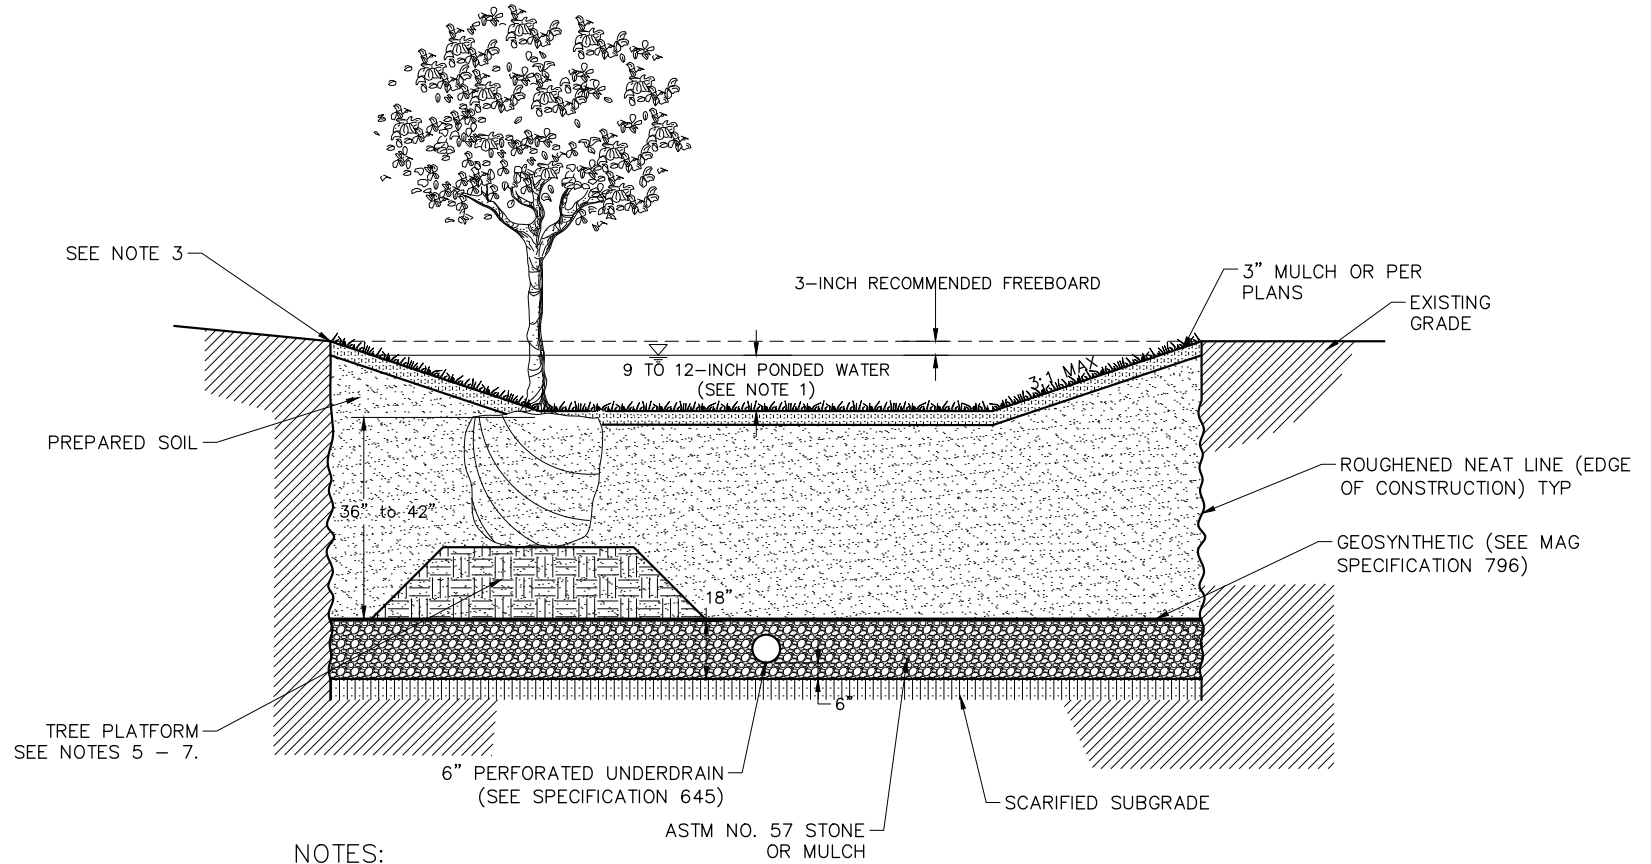 SEE NOTE 3
3-INCH RECOMMENDED FREEBOARD
3" MULCH OR PER
PLANS
EXISTING
GRADE
9 TO 12-INCH PONDED WATER
(SEE NOTE 1)
3:1 MAX
PREPARED SOIL
ROUGHENED NEAT LINE (EDGE
OF CONSTRUCTION) TYP
36" to 42"
GEOSYNTHETIC (SEE MAG
SPECIFICATION 796)
18"
6"
TREE PLATFORM
SEE NOTES 5 - 7.
6" PERFORATED UNDERDRAIN
(SEE SPECIFICATION 645)
SCARIFIED SUBGRADE
ASTM NO. 57 STONE
OR MULCH
NOTES: